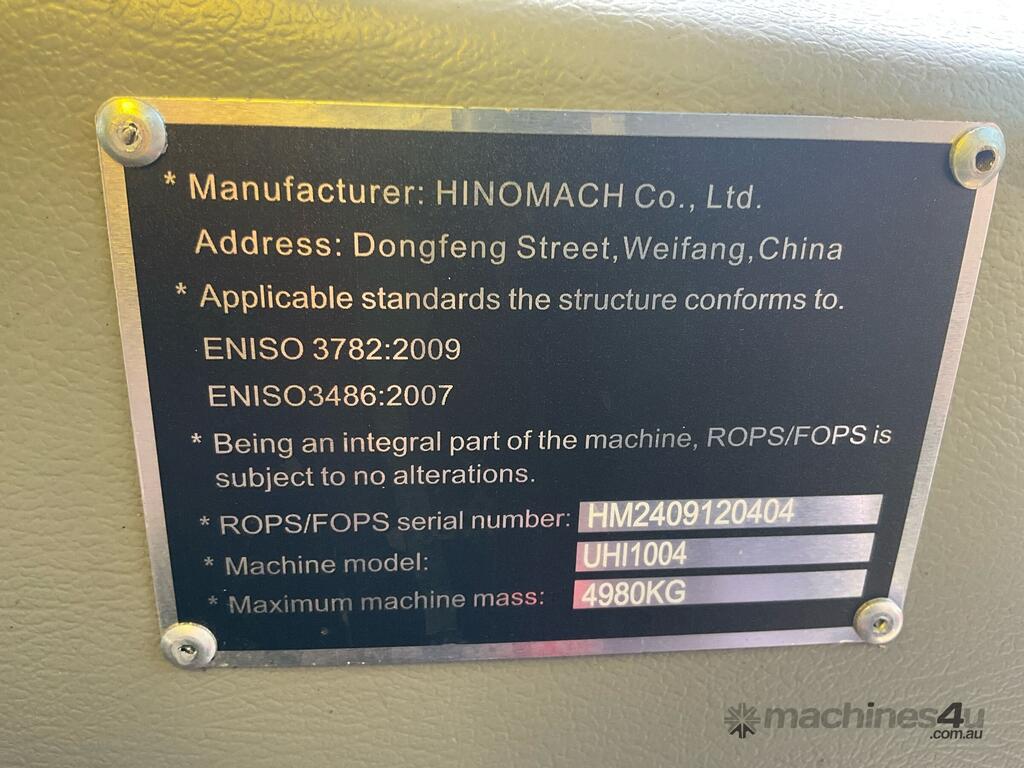 * Manufacturer: HINOMACH Co., Ltd.
Address: Dongfeng Street,Weifang,China
* Applicable standards the structure conforms to.
ENISO 3782:2009
ENISO3486:2007
* Being an integral part of the machine, ROPS/FOPS is
subject to no alterations.
* ROPS/FOPS serial number: HM2409120404
* Machine model: UHI1004
* Maximum machine mass: 4980KG
machines4u
.com.au